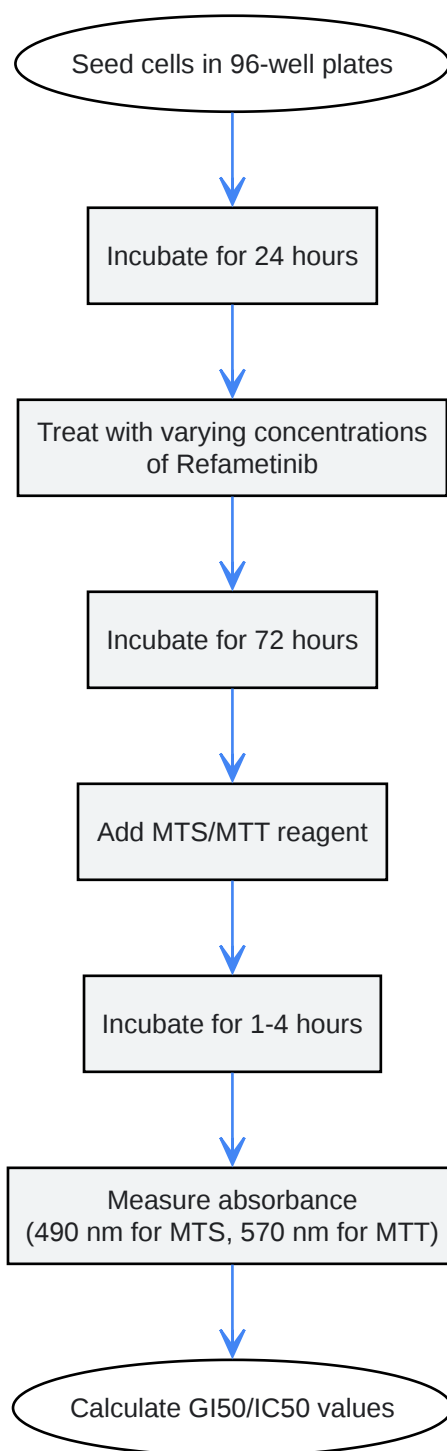 Seed cells in 96-well plates
Incubate for 24 hours
Treat with varying concentrations
of Refametinib
Incubate for 72 hours
Add MTS/MTT reagent
Incubate for 1-4 hours
Measure absorbance
(490 nm for MTS, 570 nm for MTT)
Calculate GI50/IC50 values